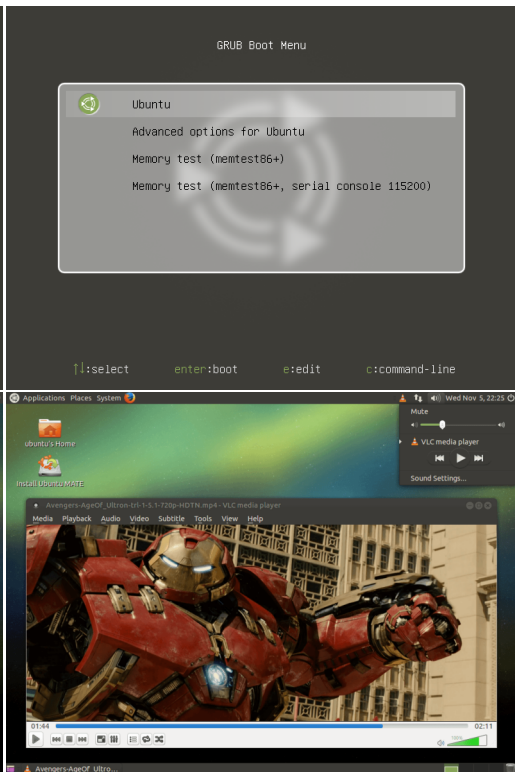 GRUB Boot Menu
Ubuntu
Advanced options for Ubuntu
Memory test (memtest86+)
Memory test (memtest86+, serial console 115200)
↑↓:select enter:boot e:edit c:command-line
Applications Places System Wed Nov 5, 22:25
Mute
VLC media player
Sound Settings...
ubuntu's Home
Install Ubuntu MATE
Avengers-AgeOf_Ultron-trl-1-5.1-720p-HDTN.mp4 - VLC media player
Media Playback Audio Video Subtitle Tools View Help
01:44 02:11
100%
Avengers-AgeOf_Ultro...